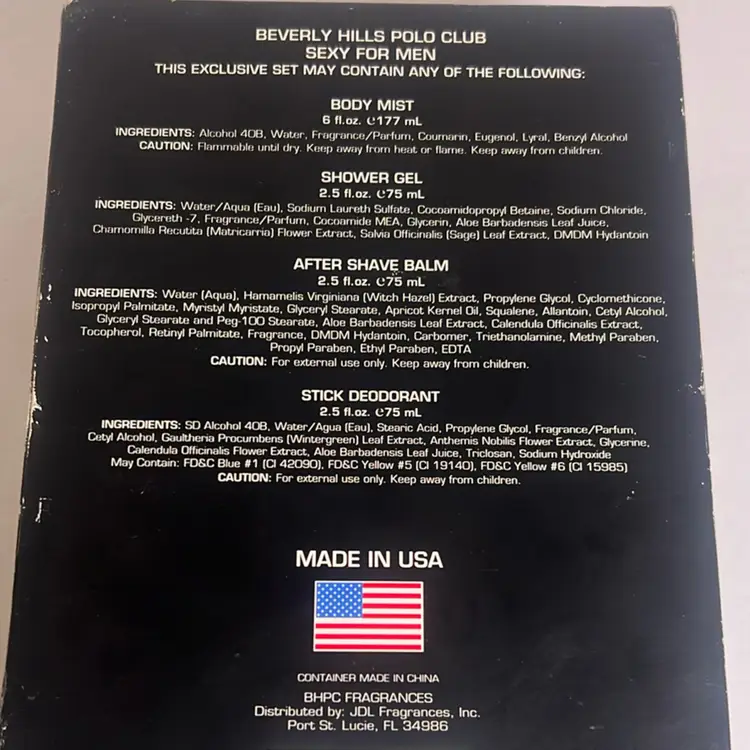 BEVERLY HILLS POLO CLUB
SEXY FOR MEN
THIS EXCLUSIVE SET MAY CONTAIN ANY OF THE FOLLOWING:
BODY MIST
6 fl.oz. ℮177 mL
INGREDIENTS: Alcohol 40B, Water, Fragrance/Parfum, Coumarin, Eugenol, Lyral, Benzyl Alcohol
CAUTION: Flammable until dry. Keep away from heat or flame. Keep away from children.
SHOWER GEL
2.5 fl.oz. ℮75 mL
INGREDIENTS: Water/Aqua (Eau), Sodium Laureth Sulfate, Cocoamidopropyl Betaine, Sodium Chloride,
Glycereth -7, Fragrance/Parfum, Cocoamide MEA, Glycerin, Aloe Barbadensis Leaf Juice,
Chamomilla Recutita (Matricarria) Flower Extract, Salvia Officinalis (Sage) Leaf Extract, DMDM Hydantoin
AFTER SHAVE BALM
2.5 fl.oz. ℮75 mL
INGREDIENTS: Water (Aqua), Hamamelis Virginiana (Witch Hazel) Extract, Propylene Glycol, Cyclomethicone,
Isopropyl Palmitate, Myristyl Myristate, Glyceryl Stearate, Apricot Kernel Oil, Squalene, Allantoin, Cetyl Alcohol,
Glyceryl Stearate and Peg-100 Stearate, Aloe Barbadensis Leaf Extract, Calendula Officinalis Extract,
Tocopherol, Retinyl Palmitate, Fragrance, DMDM Hydantoin, Carbomer, Triethanolamine, Methyl Paraben,
Propyl Paraben, Ethyl Paraben, EDTA
CAUTION: For external use only. Keep away from children.
STICK DEODORANT
2.5 fl.oz. ℮75 mL
INGREDIENTS: SD Alcohol 40B, Water/Agua (Eau), Stearic Acid, Propylene Glycol, Fragrance/Parfum,
Cetyl Alcohol, Gaultheria Procumbens (Wintergreen) Leaf Extract, Anthemis Nobilis Flower Extract, Glycerine,
Calendula Officinalis Flower Extract, Aloe Barbadensis Leaf Juice, Triclosan, Sodium Hydroxide
May Contain: FD&C Blue #1 (CI 42090), FD&C Yellow #5 (CI 19140), FD&C Yellow #6 (CI 15985)
CAUTION: For external use only. Keep away from children.
MADE IN USA
CONTAINER MADE IN CHINA
BHPC FRAGRANCES
Distributed by: JDL Fragrances, Inc.
Port St. Lucie, FL 34986